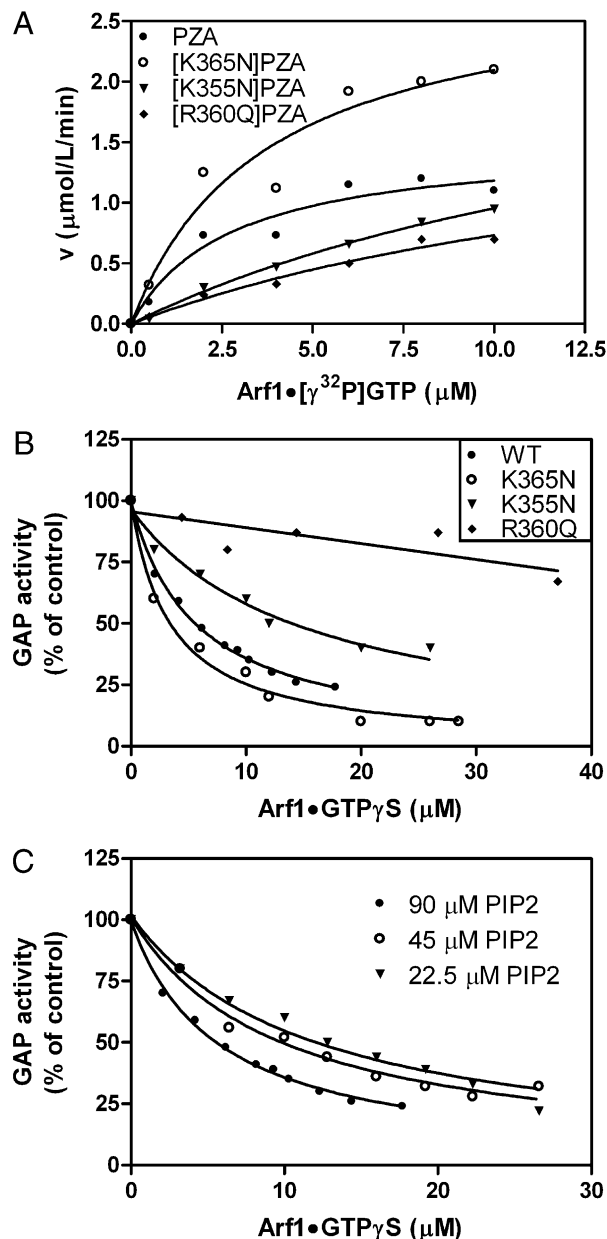 A
PZA
[K365N]PZA
[K355N]PZA
[R360Q]PZA
v (μmol/L/min)
2.5
2.0
1.5
1.0
0.5
0.0
0.0 2.5 5.0 7.5 10.0 12.5
Arf1•[γ³²P]GTP (μM)
B
WT
K365N
K355N
R360Q
GAP activity
(% of control)
125
100
75
50
25
0
0 10 20 30 40
Arf1•GTPγS (μM)
C
90 μM PIP2
45 μM PIP2
22.5 μM PIP2
GAP activity
(% of control)
125
100
75
50
25
0
0 10 20 30
Arf1•GTPγS (μM)